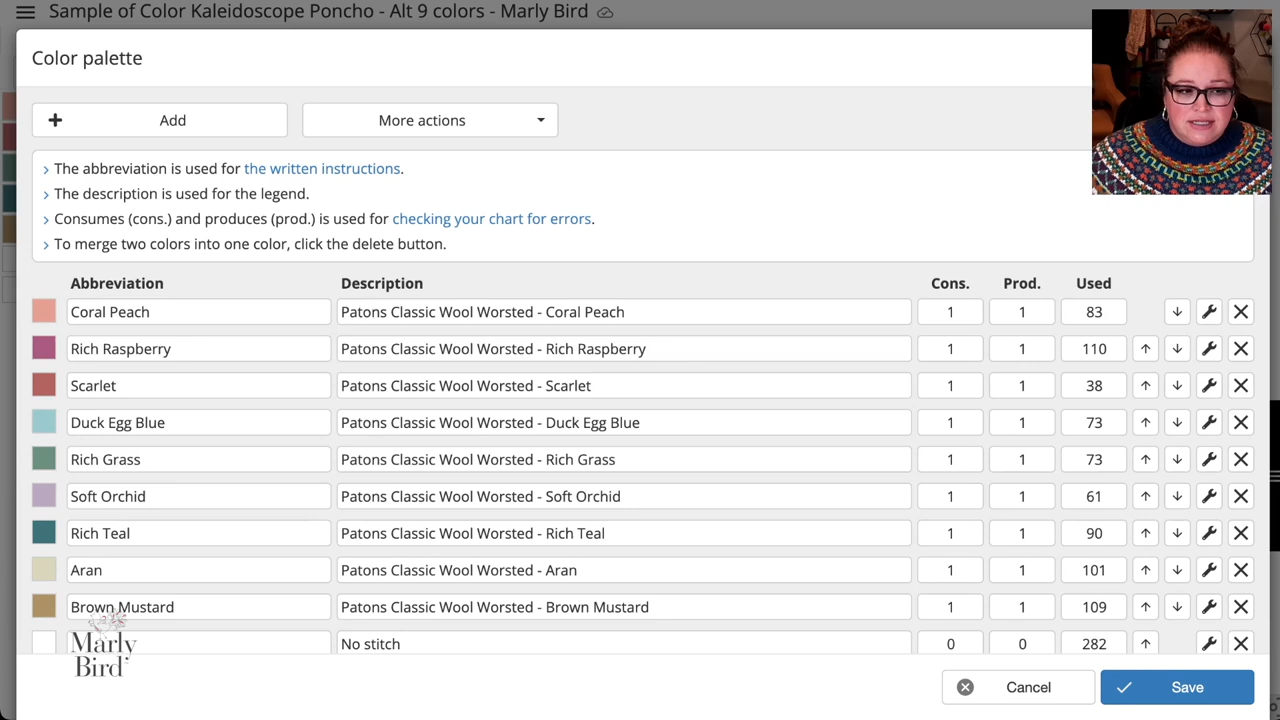 Sample of Color Kaleidoscope Poncho - Alt 9 colors - Marly Bird
Color palette
Add
More actions
The abbreviation is used for the written instructions.
The description is used for the legend.
Consumes (cons.) and produces (prod.) is used for checking your chart for errors.
To merge two colors into one color, click the delete button.
Abbreviation Description Cons. Prod. Used
Coral Peach Patons Classic Wool Worsted - Coral Peach 1 1 83
Rich Raspberry Patons Classic Wool Worsted - Rich Raspberry 1 1 110
Scarlet Patons Classic Wool Worsted - Scarlet 1 1 38
Duck Egg Blue Patons Classic Wool Worsted - Duck Egg Blue 1 1 73
Rich Grass Patons Classic Wool Worsted - Rich Grass 1 1 73
Soft Orchid Patons Classic Wool Worsted - Soft Orchid 1 1 61
Rich Teal Patons Classic Wool Worsted - Rich Teal 1 1 90
Aran Patons Classic Wool Worsted - Aran 1 1 101
Brown Mustard Patons Classic Wool Worsted - Brown Mustard 1 1 109
No stitch 0 0 282
Marly
Bird
Cancel
Save